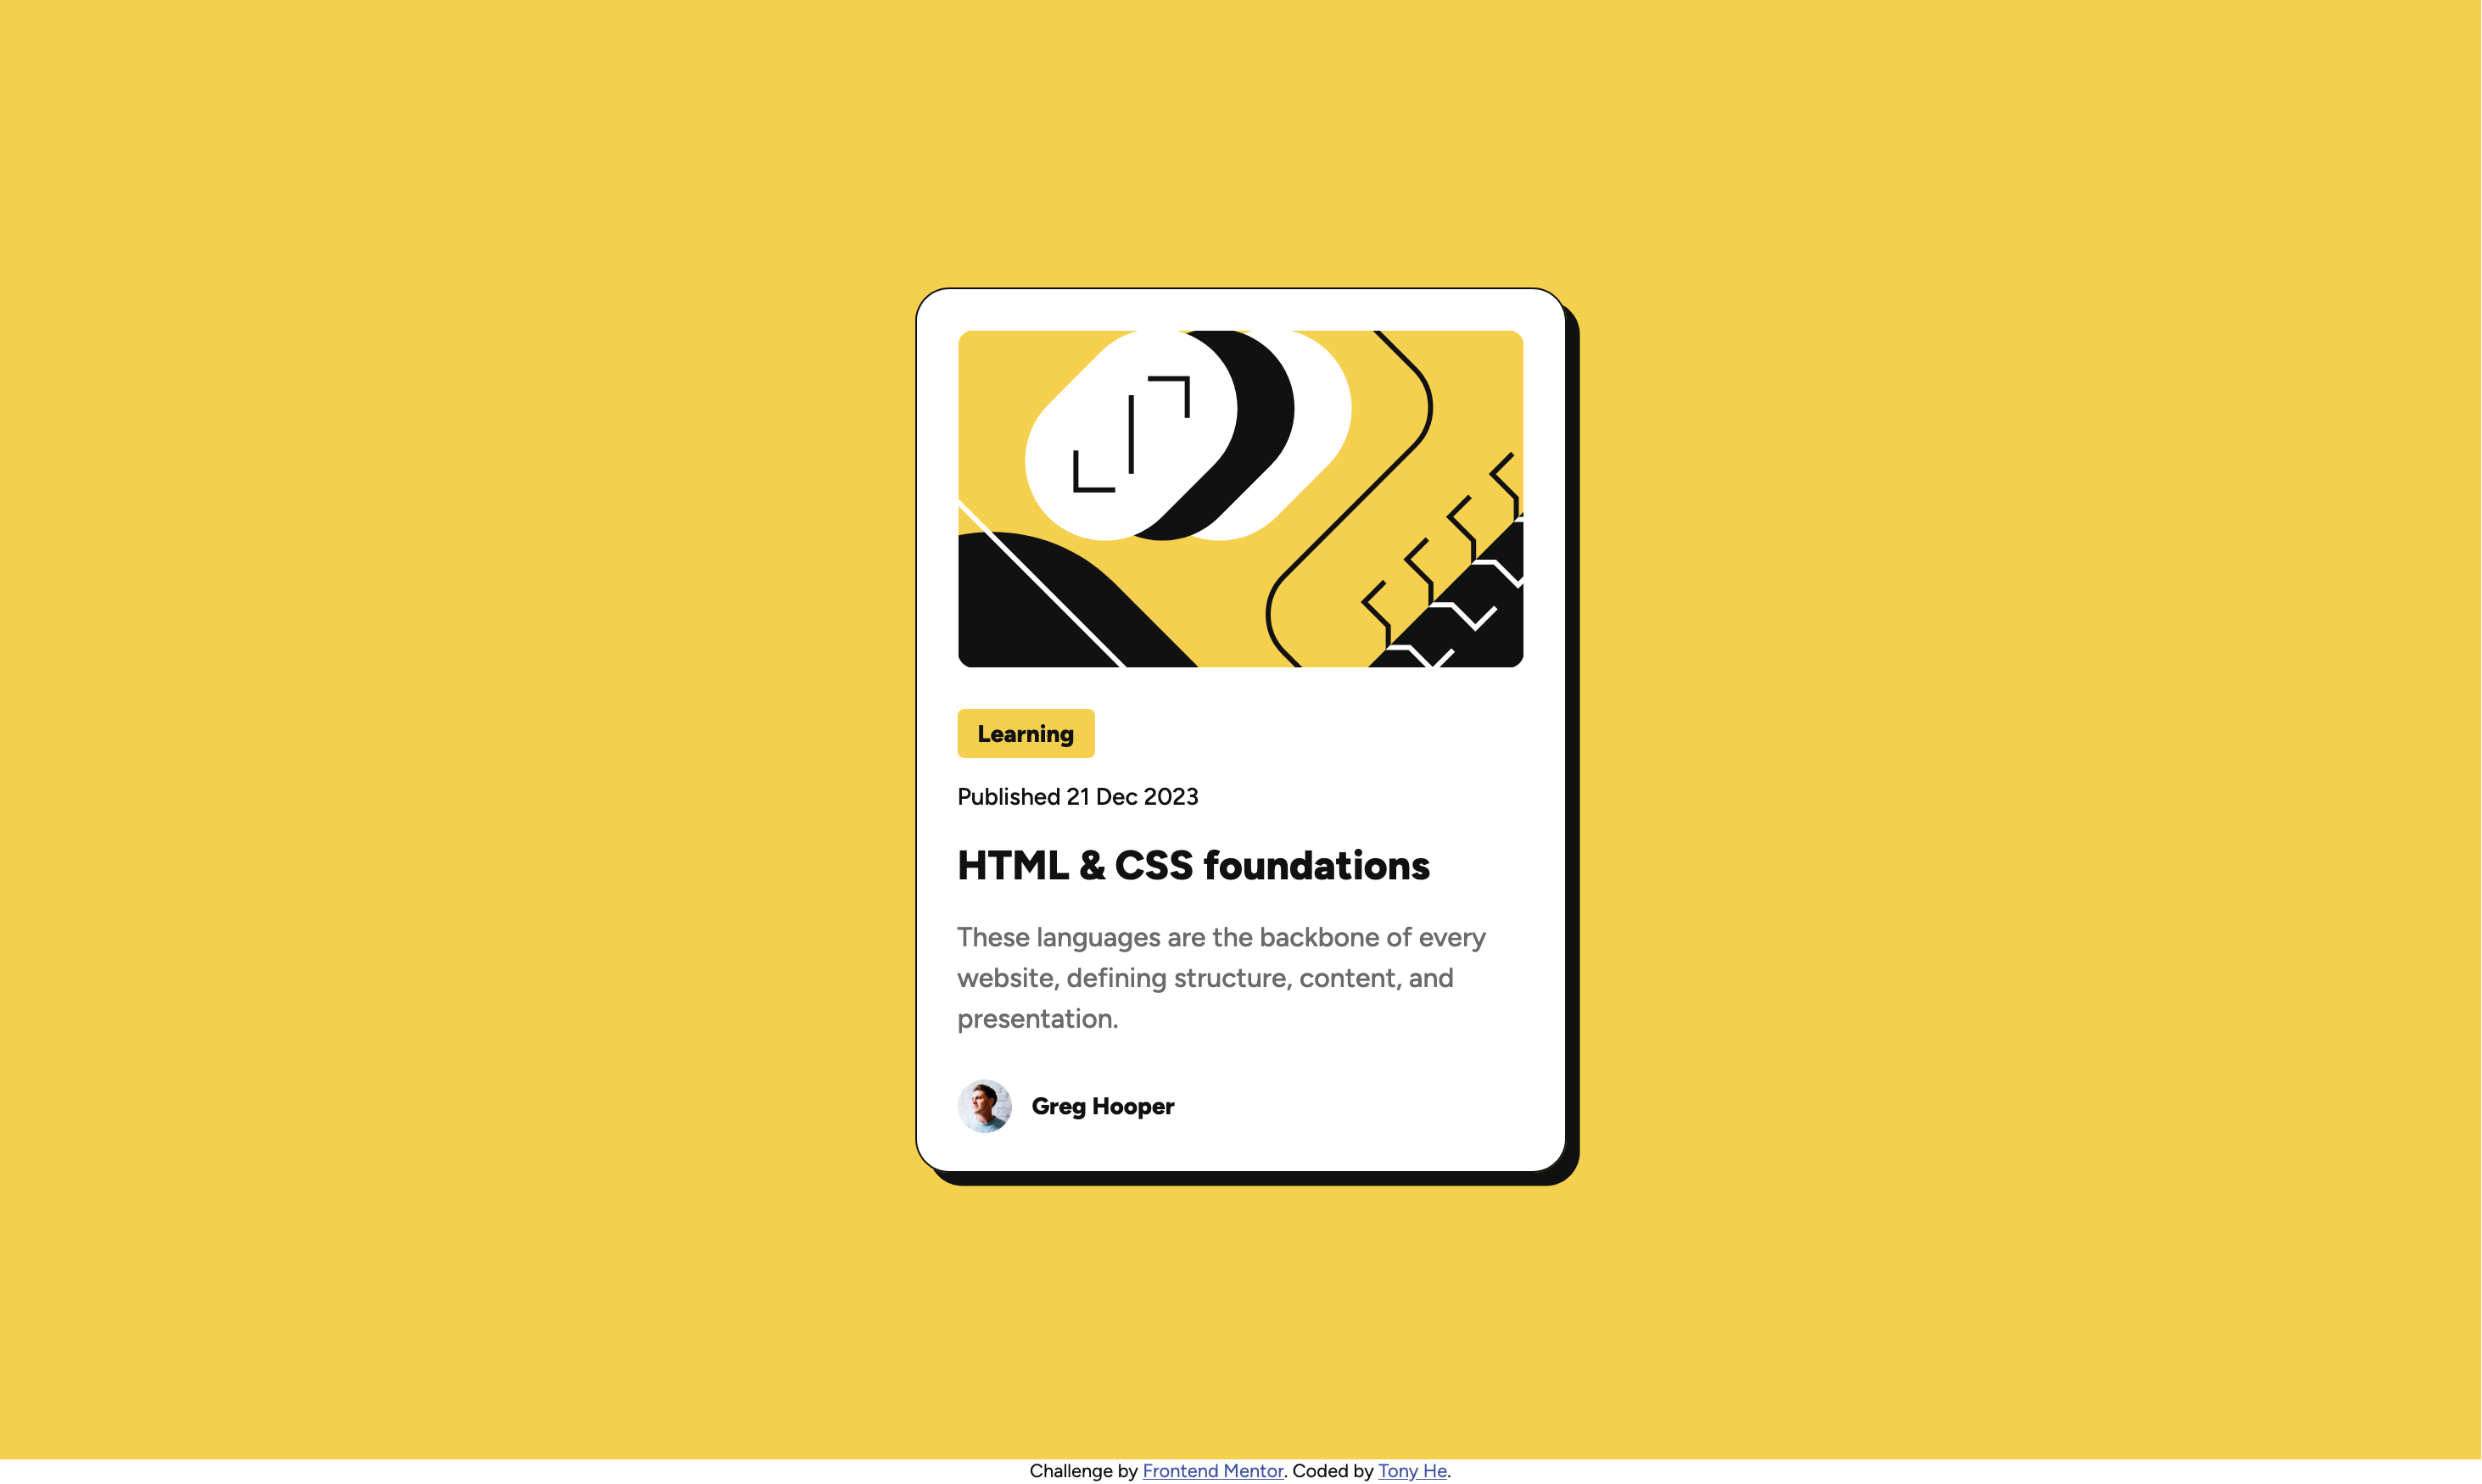 Learning
Published 21 Dec 2023
HTML & CSS foundations
These languages are the backbone of every
website, defining structure, content, and
presentation.
Greg Hooper
Challenge by Frontend Mentor. Coded by Tony He.